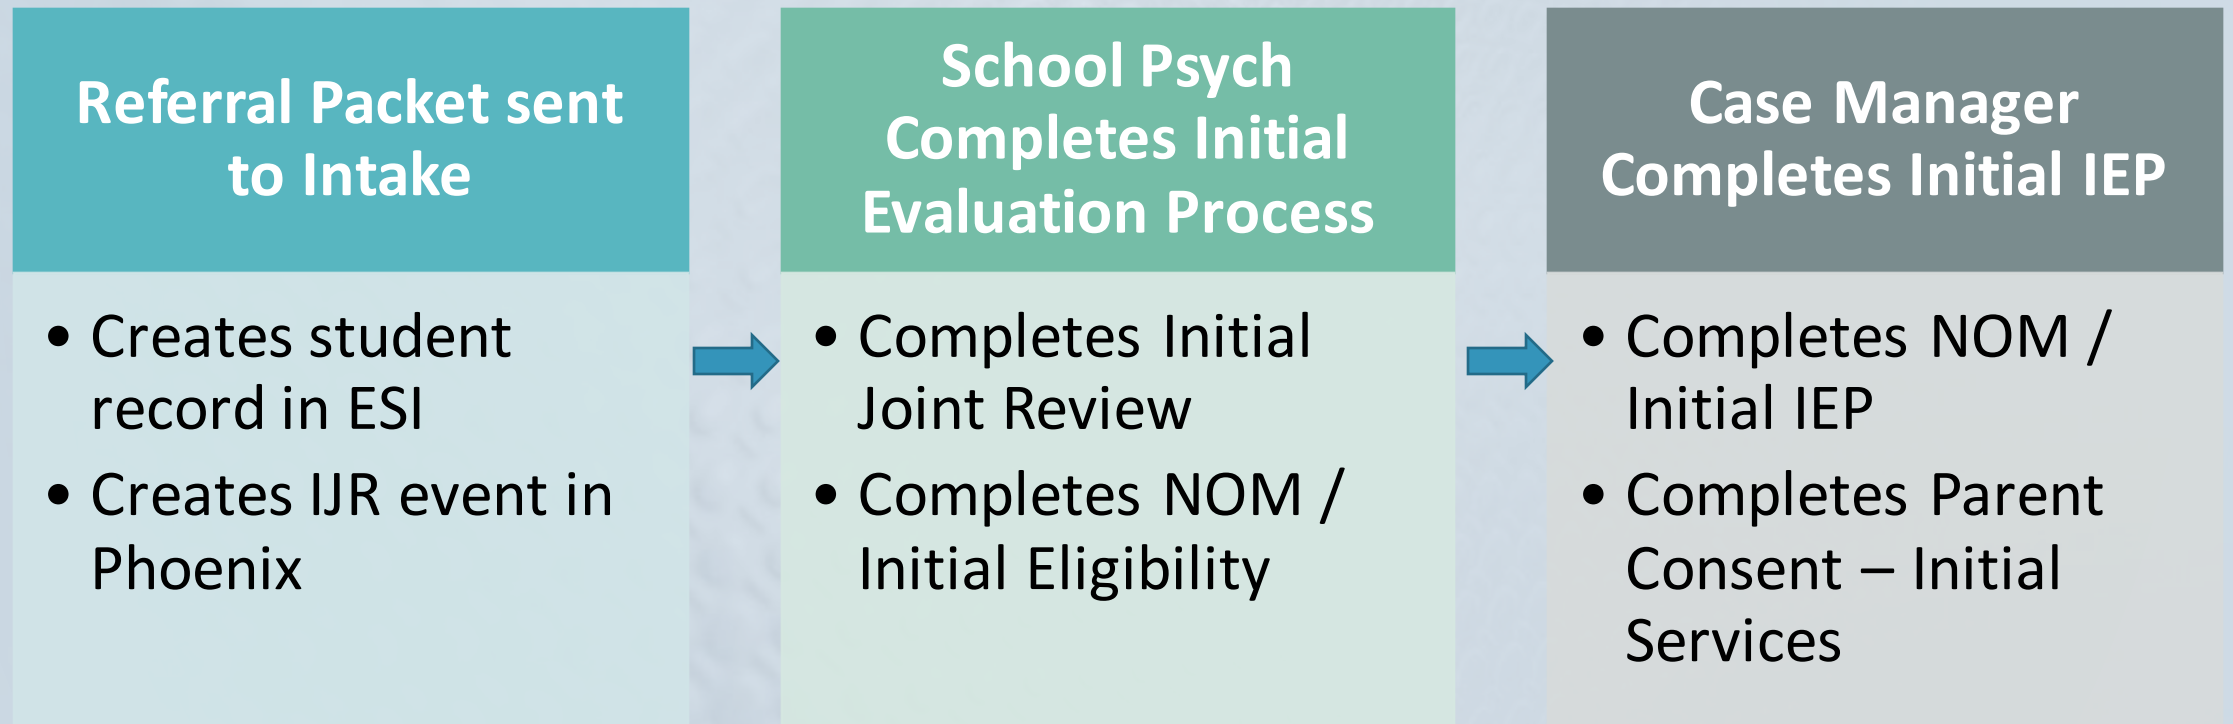 Referral Packet sent
to Intake
• Creates student
record in ESI
• Creates IJR event in
Phoenix
School Psych
Completes Initial
Evaluation Process
• Completes Initial
Joint Review
• Completes NOM /
Initial Eligibility
Case Manager
Completes Initial IEP
• Completes NOM /
Initial IEP
• Completes Parent
Consent – Initial
Services